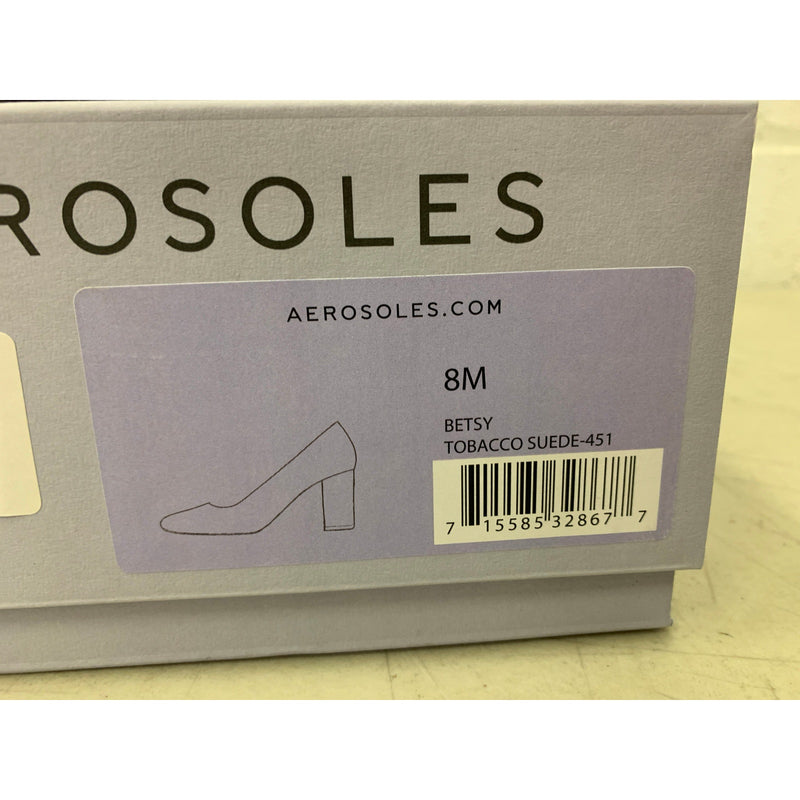 ROSOLES
AEROSOLES.COM
8M
BETSY
TOBACCO SUEDE-451
7 15585 32867 7